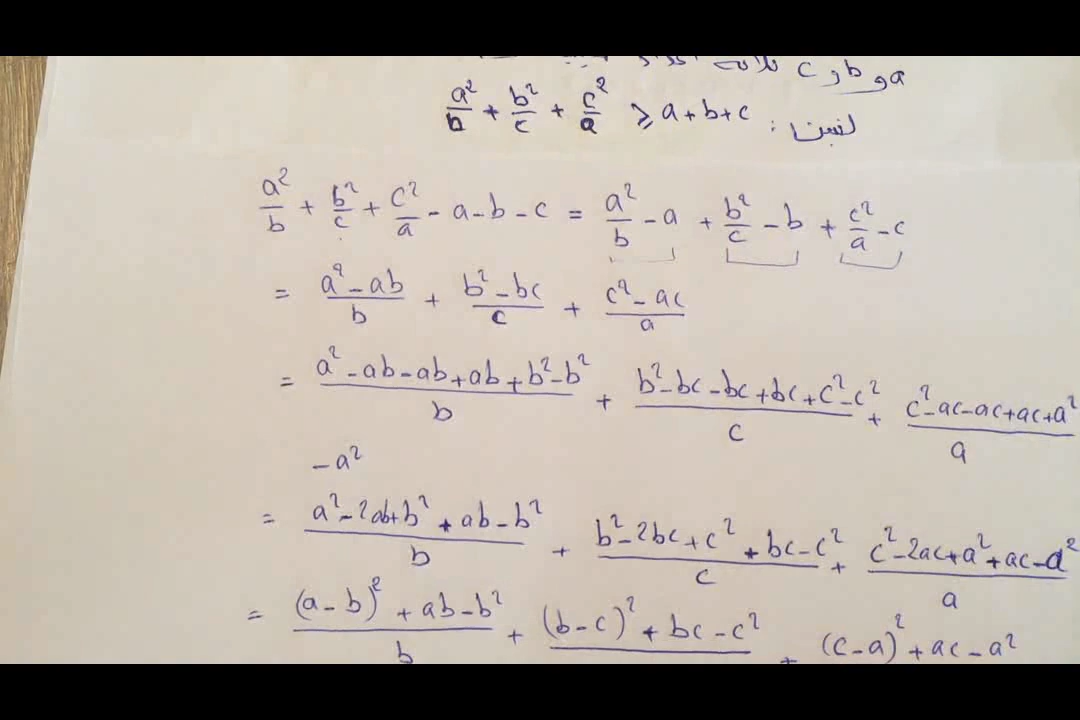 a و b و c ثلاث
لنبين : a²/b + b²/c + c²/a ⩾ a+b+c
a²/b + b²/c + c²/a - a - b - c = a²/b - a + b²/c - b + c²/a - c
= (a²-ab)/b + (b²-bc)/c + (c²-ac)/a
= (a²-ab-ab+ab+b²-b²)/b + (b²-bc-bc+bc+c²-c²)/c + (c²-ac-ac+ac+a²)/a
-a²
= (a²-2ab+b²+ab-b²)/b + (b²-2bc+c²+bc-c²)/c + (c²-2ac+a²+ac-a²)/a
= ((a-b)²+ab-b²)/b + (b-c)²+bc-c² + (c-a)²+ac-a²